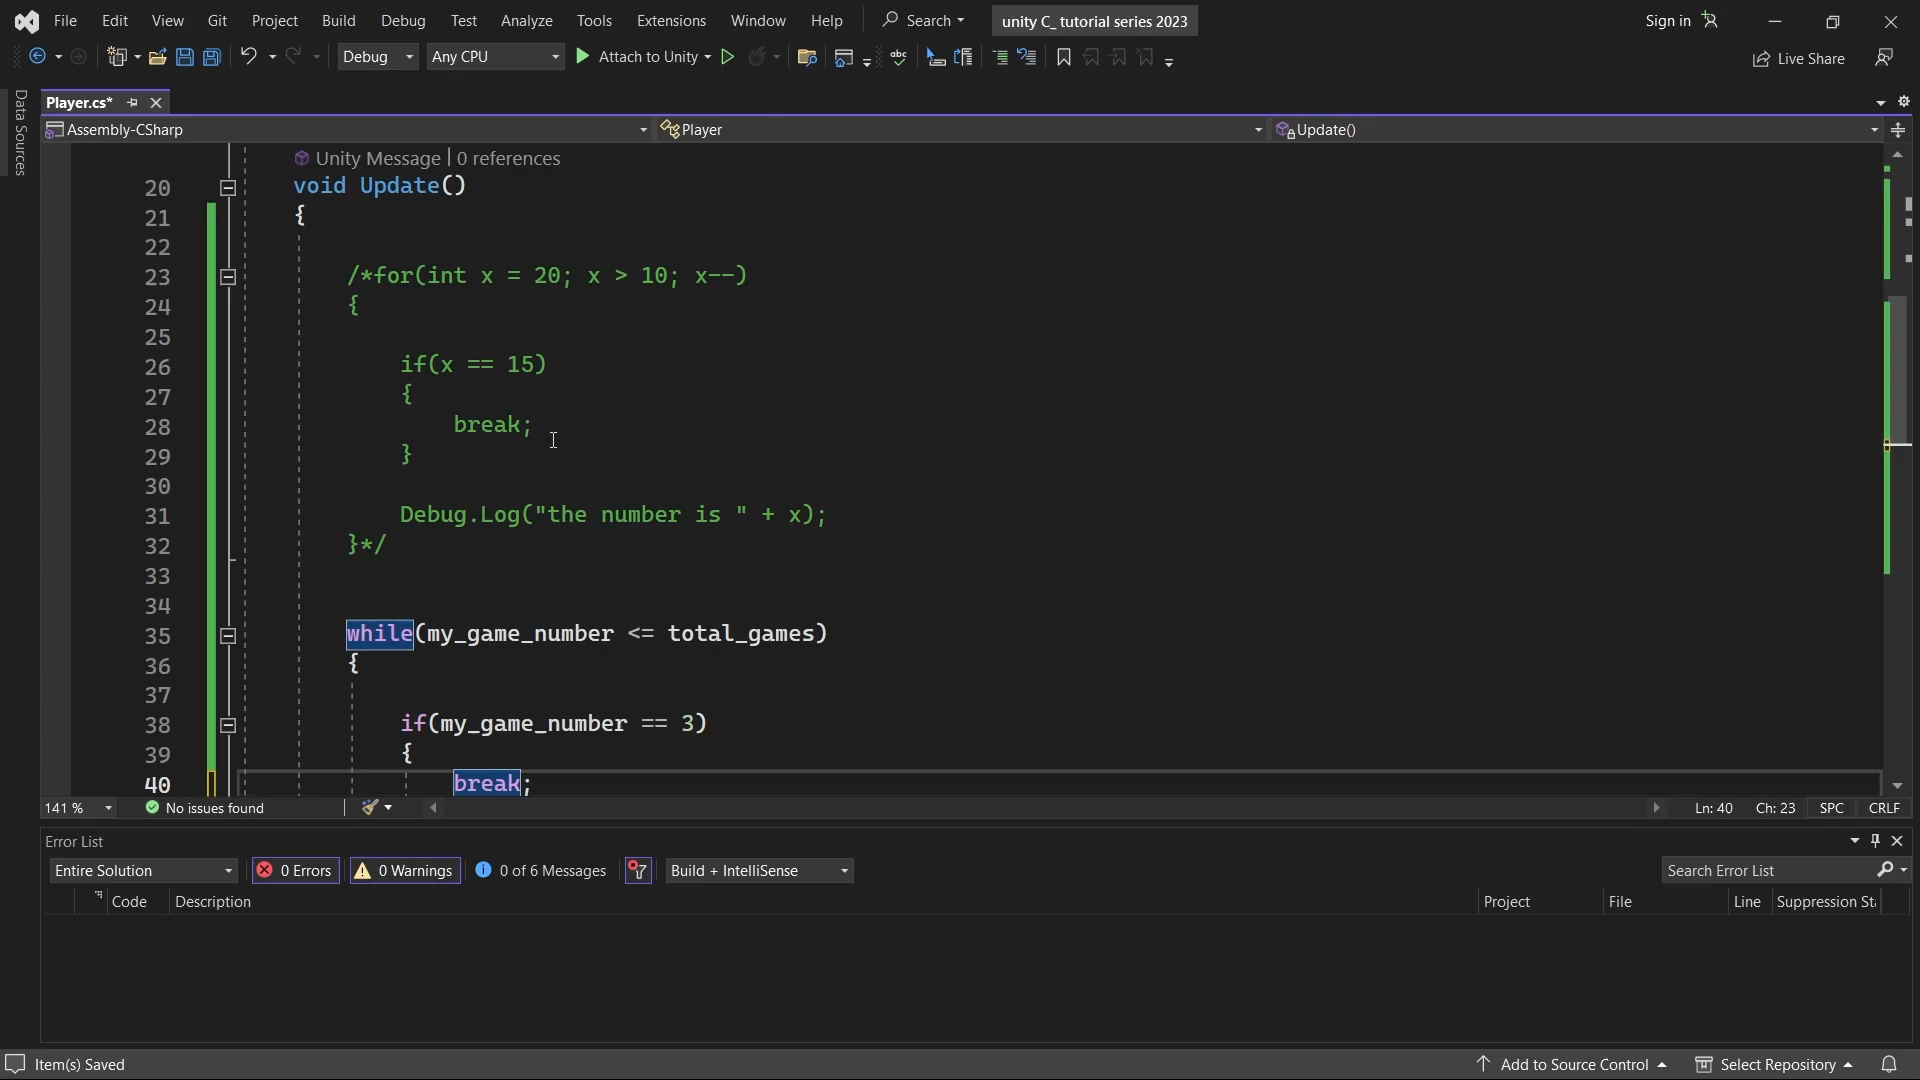 File Edit View Git Project Build Debug Test Analyze Tools Extensions Window Help Search unity C_ tutorial series 2023 Sign in
Debug Any CPU Attach to Unity abc Live Share
Data Sources
Player.cs*
Assembly-CSharp Player Update()
Unity Message | 0 references
20 void Update()
21 {
22
23 /*for(int x = 20; x > 10; x--)
24 {
25
26 if(x == 15)
27 {
28 break;
29 }
30
31 Debug.Log("the number is " + x);
32 }*/
33
34
35 while(my_game_number <= total_games)
36 {
37
38 if(my_game_number == 3)
39 {
40 break;
141 % No issues found Ln: 40 Ch: 23 SPC CRLF
Error List
Entire Solution 0 Errors 0 Warnings 0 of 6 Messages Build + IntelliSense Search Error List
Code Description Project File Line Suppression St
Item(s) Saved Add to Source Control Select Repository